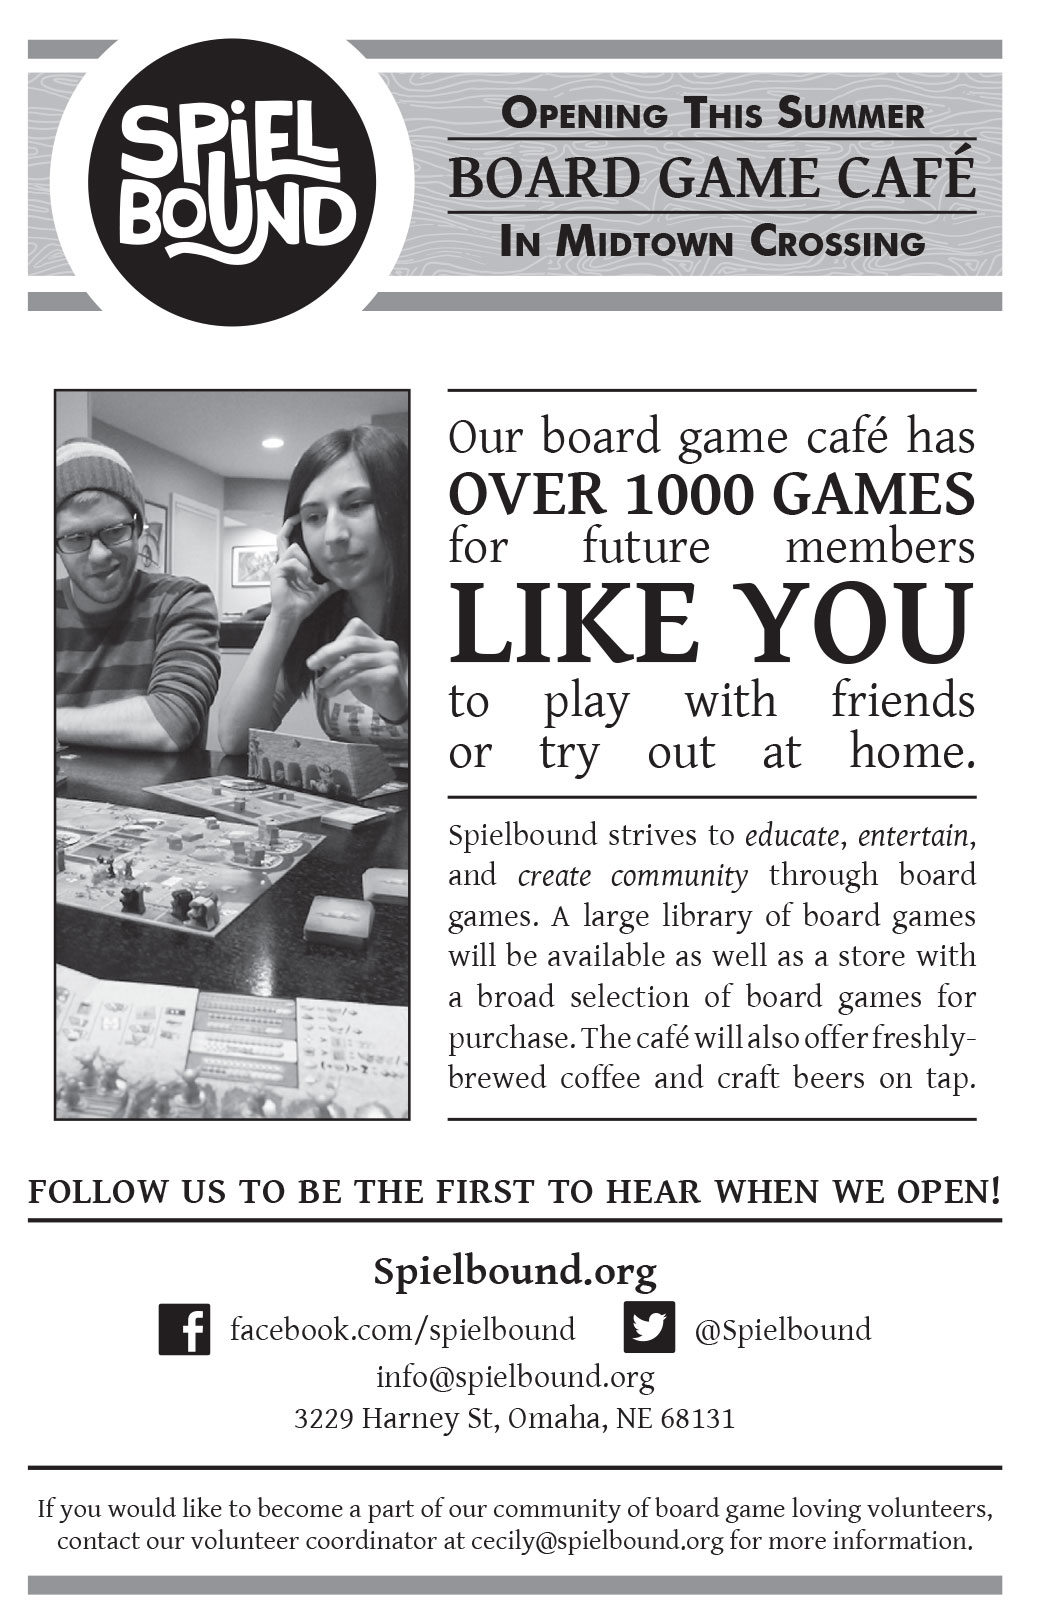 SPIEL
BOUND
OPENING THIS SUMMER
BOARD GAME CAFÉ
IN MIDTOWN CROSSING
Our board game café has
OVER 1000 GAMES
for future members
LIKE YOU
to play with friends
or try out at home.
Spielbound strives to educate, entertain,
and create community through board
games. A large library of board games
will be available as well as a store with
a broad selection of board games for
purchase. The café will also offer freshly-
brewed coffee and craft beers on tap.
FOLLOW US TO BE THE FIRST TO HEAR WHEN WE OPEN!
Spielbound.org
facebook.com/spielbound @Spielbound
info@spielbound.org
3229 Harney St, Omaha, NE 68131
If you would like to become a part of our community of board game loving volunteers,
contact our volunteer coordinator at cecily@spielbound.org for more information.